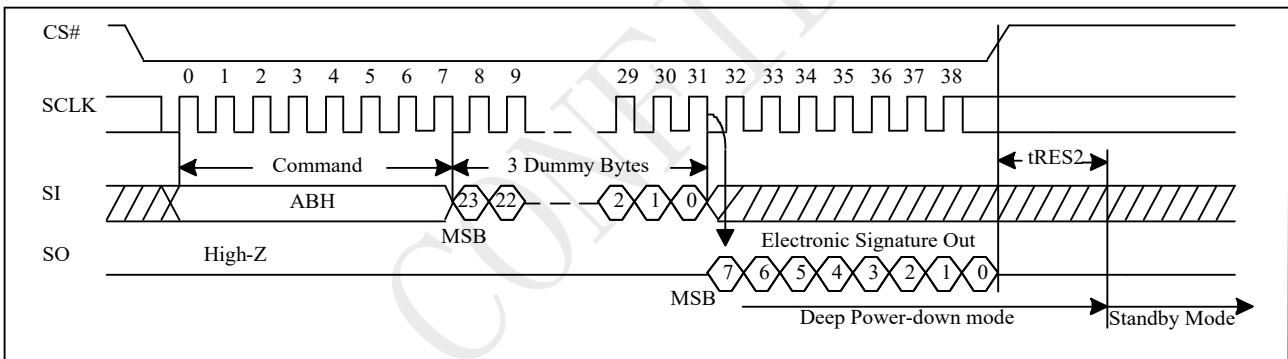 CS#
0 1 2 3 4 5 6 7 8 9 29 30 31 32 33 34 35 36 37 38
SCLK
Command 3 Dummy Bytes tRES2
SI ABH 23 22 2 1 0
MSB
SO High-Z Electronic Signature Out
7 6 5 4 3 2 1 0
MSB
Deep Power-down mode Standby Mode